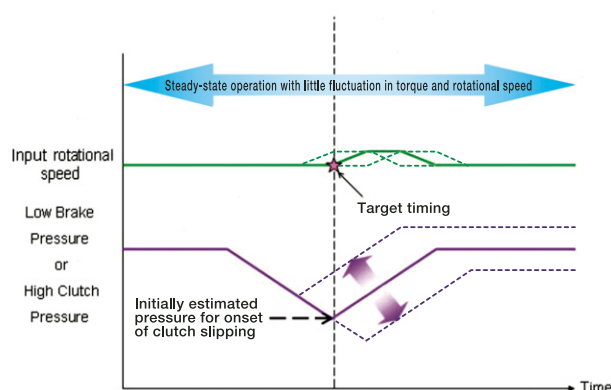 Steady-state operation with little fluctuation in torque and rotational speed
Input rotational
speed
Target timing
Low Brake
Pressure
or
High Clutch
Pressure
Initially estimated
pressure for onset
of clutch slipping
Time